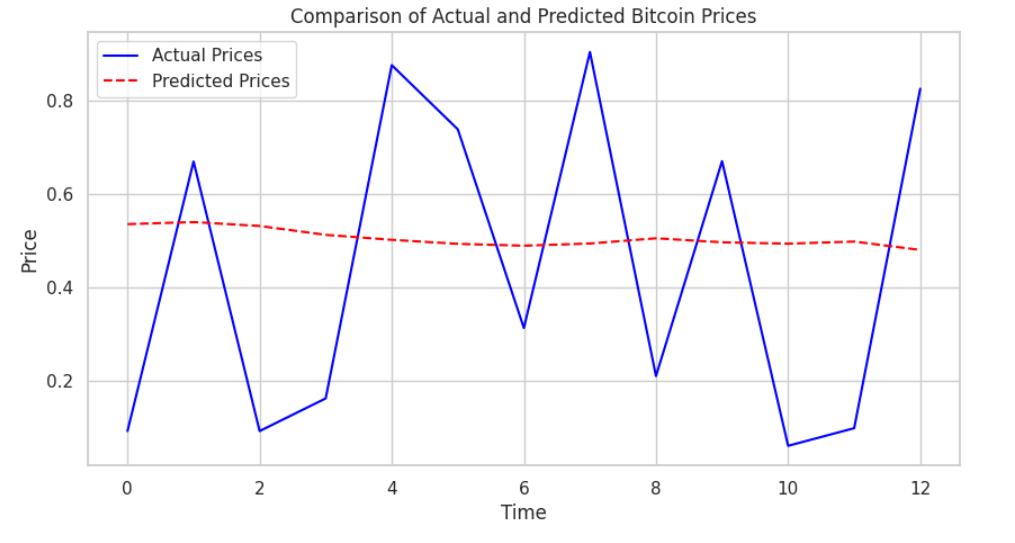 Comparison of Actual and Predicted Bitcoin Prices
Actual Prices
Predicted Prices
Price
0.8
0.6
0.4
0.2
0 2 4 6 8 10 12
Time